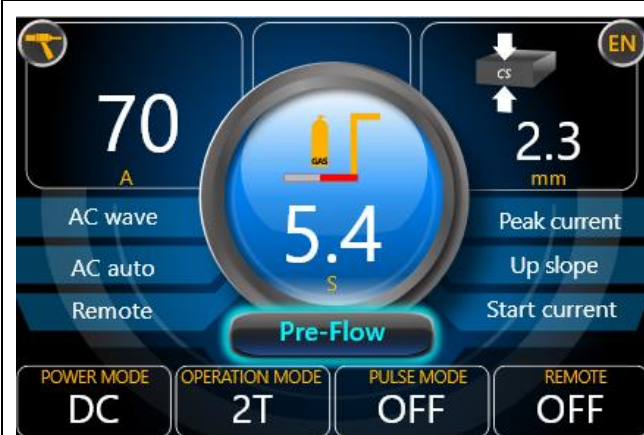 EN
70
A
CS
2.3
mm
GAS
5.4
S
AC wave
AC auto
Remote
Peak current
Up slope
Start current
Pre-Flow
POWER MODE
DC
OPERATION MODE
2T
PULSE MODE
OFF
REMOTE
OFF